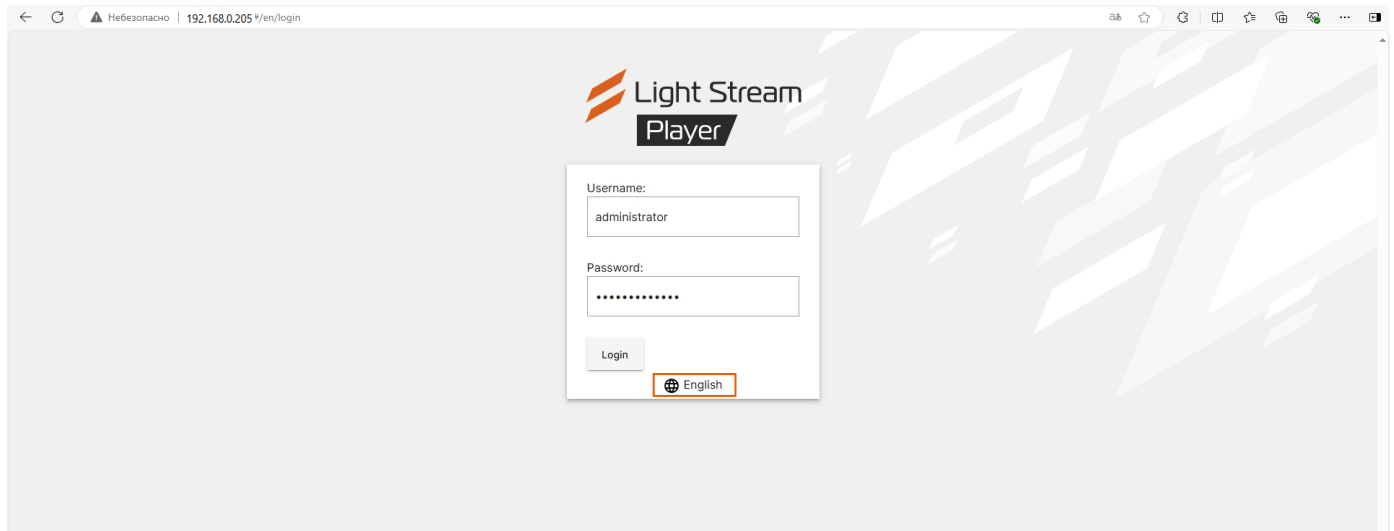 Небезопасно 192.168.0.205 #/en/login
Light Stream
Player
Username:
administrator
Password:
•••••••••••••
Login
English